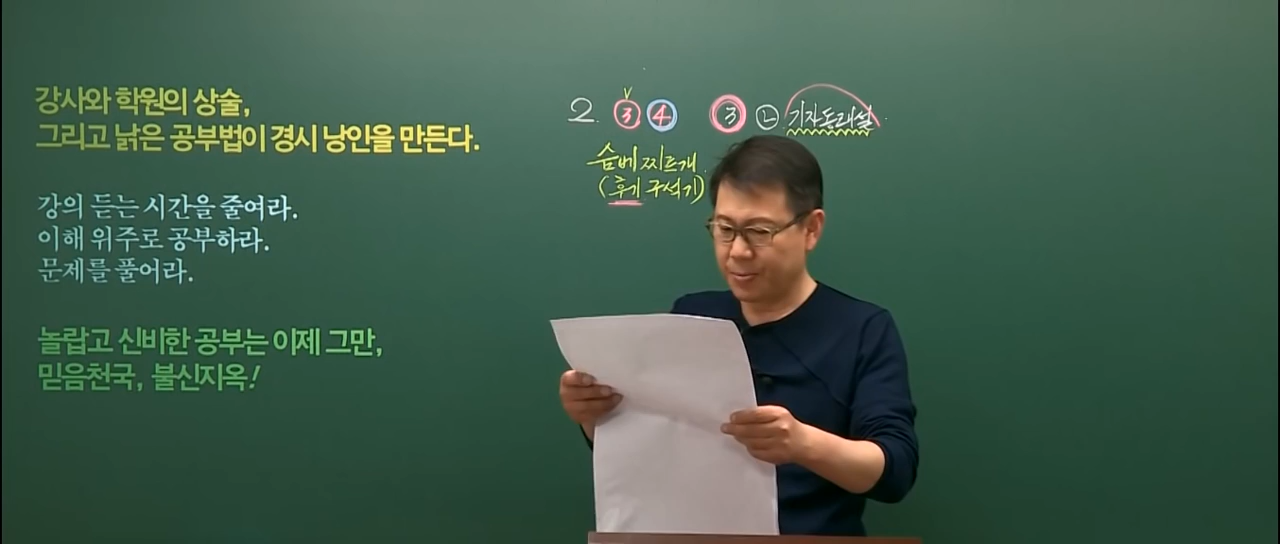 강사와 학원의 상술,
그리고 낡은 공부법이 경시 낭인을 만든다.
강의 듣는 시간을 줄여라.
이해 위주로 공부하라.
문제를 풀어라.
놀랍고 신비한 공부는 이제 그만,
믿음천국, 불신지옥!
2. ③ ④ ③ ㉡ 기자동래설
슴베찌르개
(후기 구석기)